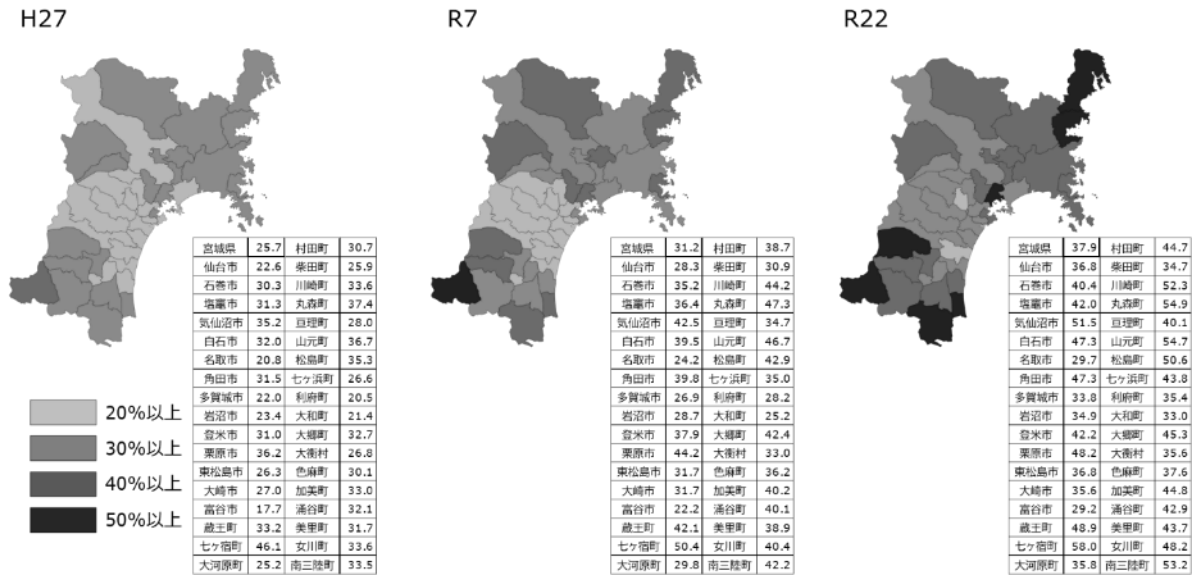 H27
R7
R22
宮城県 25.7 村田町 30.7
仙台市 22.6 柴田町 25.9
石巻市 30.3 川崎町 33.6
塩竈市 31.3 丸森町 37.4
気仙沼市 35.2 亘理町 28.0
白石市 32.0 山元町 36.7
名取市 20.8 松島町 35.3
角田市 31.5 七ヶ浜町 26.6
多賀城市 22.0 利府町 20.5
岩沼市 23.4 大和町 21.4
登米市 31.0 大郷町 32.7
栗原市 36.2 大衡村 26.8
東松島市 26.3 色麻町 30.1
大崎市 27.0 加美町 33.0
富谷市 17.7 涌谷町 32.1
蔵王町 33.2 美里町 31.7
七ヶ宿町 46.1 女川町 33.6
大河原町 25.2 南三陸町 33.5
宮城県 31.2 村田町 38.7
仙台市 28.3 柴田町 30.9
石巻市 35.2 川崎町 44.2
塩竈市 36.4 丸森町 47.3
気仙沼市 42.5 亘理町 34.7
白石市 39.5 山元町 46.7
名取市 24.2 松島町 42.9
角田市 39.8 七ヶ浜町 35.0
多賀城市 26.9 利府町 28.2
岩沼市 28.7 大和町 25.2
登米市 37.9 大郷町 42.4
栗原市 44.2 大衡村 33.0
東松島市 31.7 色麻町 36.2
大崎市 31.7 加美町 40.2
富谷市 22.2 涌谷町 40.1
蔵王町 42.1 美里町 38.9
七ヶ宿町 50.4 女川町 40.4
大河原町 29.8 南三陸町 42.2
宮城県 37.9 村田町 44.7
仙台市 36.8 柴田町 34.7
石巻市 40.4 川崎町 52.3
塩竈市 42.0 丸森町 54.9
気仙沼市 51.5 亘理町 40.1
白石市 47.3 山元町 54.7
名取市 29.7 松島町 50.6
角田市 47.3 七ヶ浜町 43.8
多賀城市 33.8 利府町 35.4
岩沼市 34.9 大和町 33.0
登米市 42.2 大郷町 45.3
栗原市 48.2 大衡村 35.6
東松島市 36.8 色麻町 37.6
大崎市 35.6 加美町 44.8
富谷市 29.2 涌谷町 42.9
蔵王町 48.9 美里町 43.7
七ヶ宿町 58.0 女川町 48.2
大河原町 35.8 南三陸町 53.2
20%以上
30%以上
40%以上
50%以上